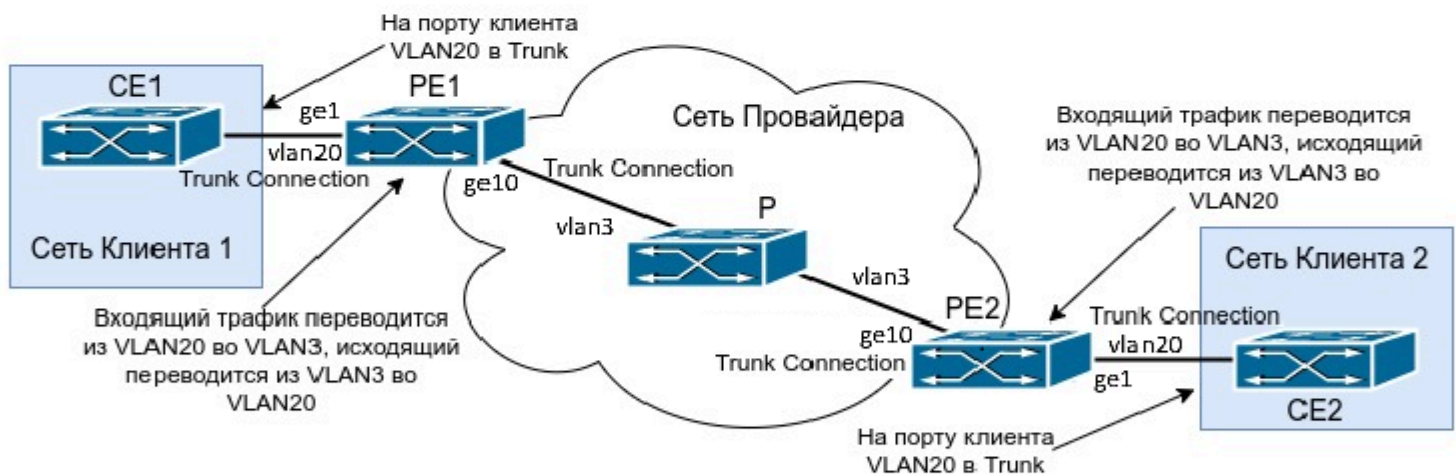 На порту клиента
VLAN20 в Trunk
CE1
PE1
ge1
vlan20
Trunk Connection
Сеть Клиента 1
ge10
Trunk Connection
vlan3
Сеть Провайдера
P
vlan3
Входящий трафик переводится
из VLAN20 во VLAN3, исходящий
переводится из VLAN3 во
VLAN20
Входящий трафик переводится
из VLAN20 во VLAN3, исходящий
переводится из VLAN3 во
VLAN20
PE2
ge10
Trunk Connection
Trunk Connection
vlan20
ge1
Сеть Клиента 2
CE2
На порту клиента
VLAN20 в Trunk